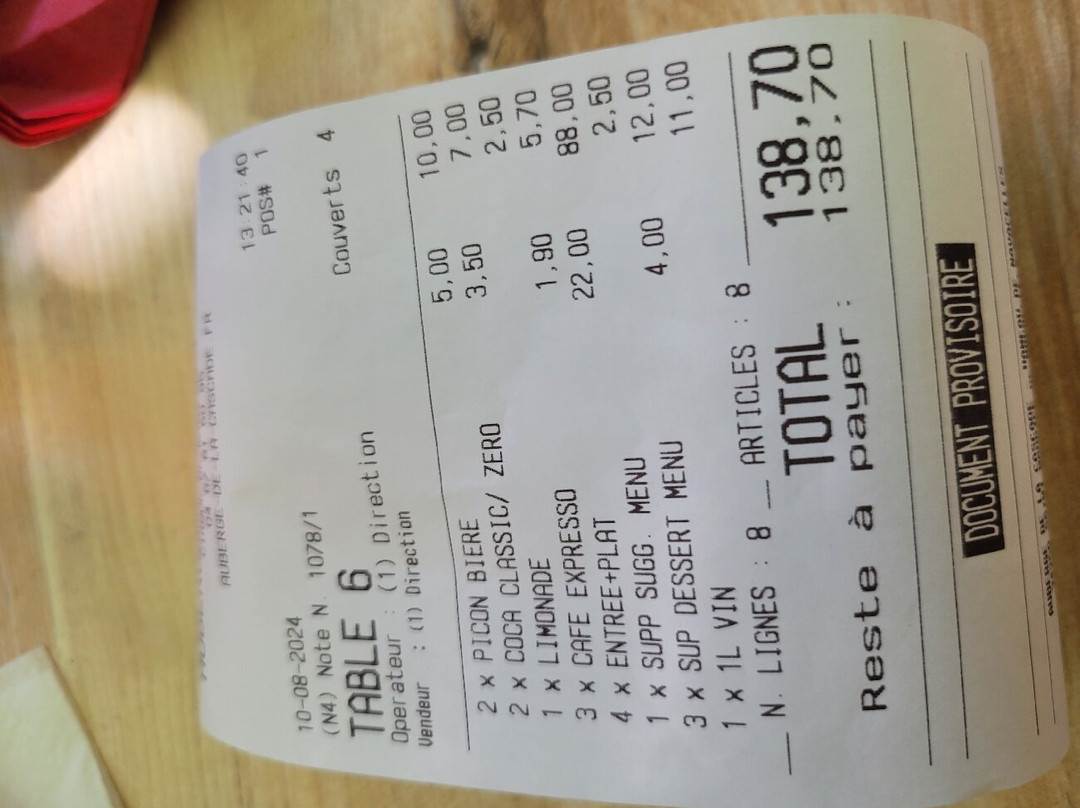 AUBERGE DE LA CASCADE FR
13:21:40
10-08-2024 POS# 1
(N4) Note N. 1078/1
TABLE 6 Couverts 4
Operateur : (1) Direction
Vendeur : (1) Direction
2 x PICON BIERE 5,00 10,00
2 x COCA CLASSIC/ ZERO 3,50 7,00
1 x LIMONADE 2,50
3 x CAFE EXPRESSO 1,90 5,70
4 x ENTREE+PLAT 22,00 88,00
1 x SUPP SUGG. MENU 2,50
3 x SUP DESSERT MENU 4,00 12,00
1 x 1L VIN 11,00
N. LIGNES : 8 ARTICLES : 8
TOTAL 138,70
Reste à payer : 138,70
DOCUMENT PROVISOIRE